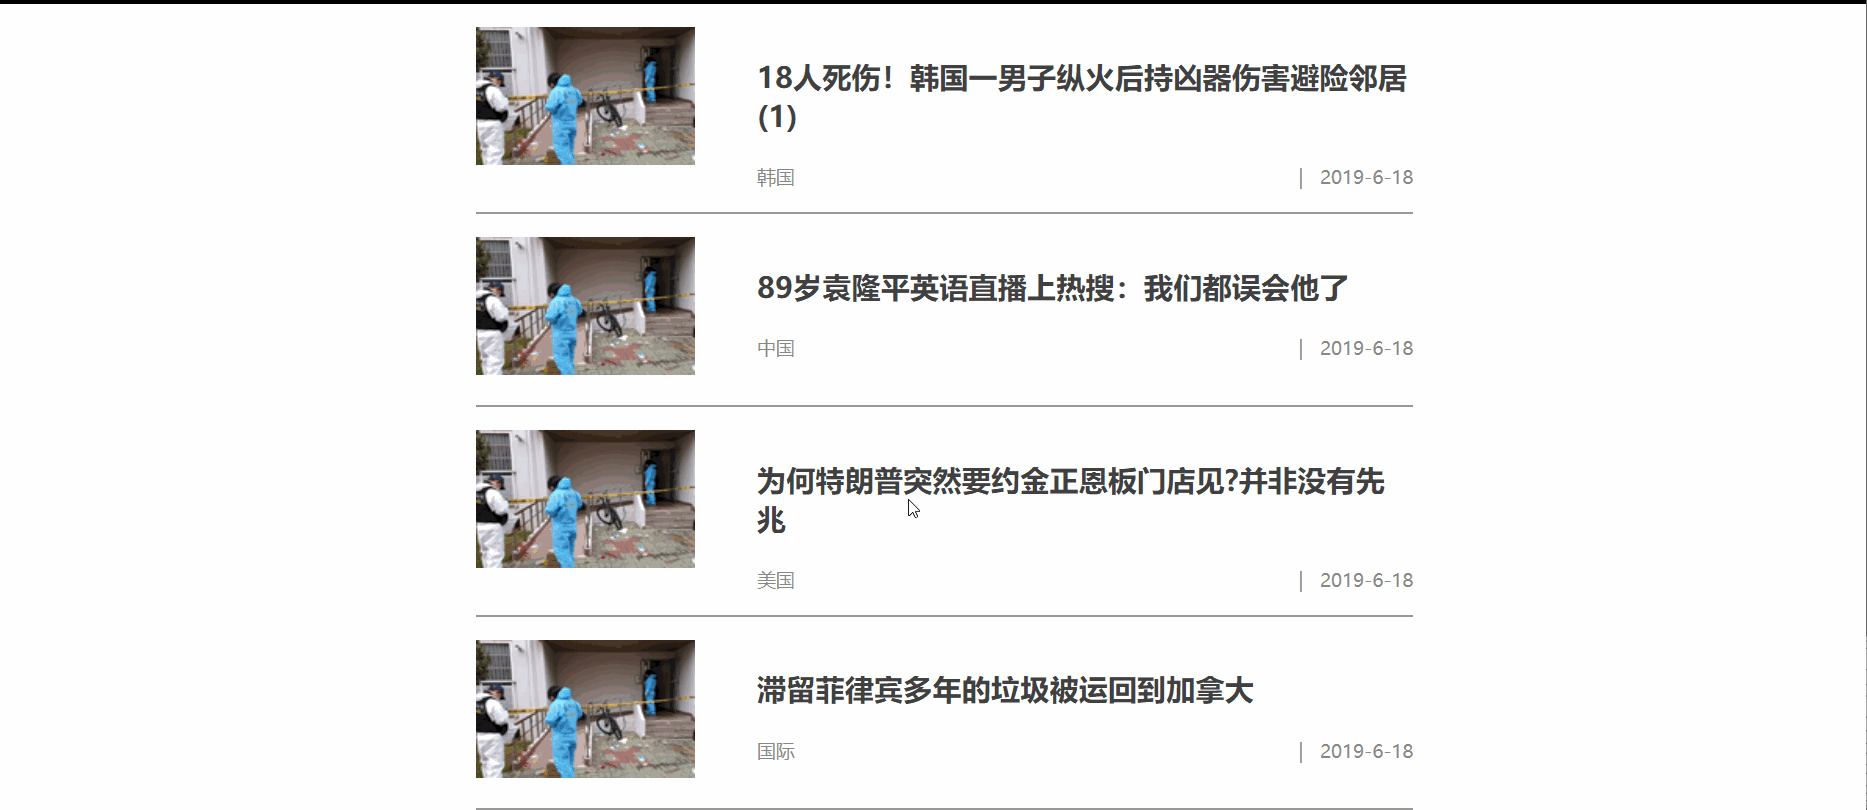 18人死伤！韩国一男子纵火后持凶器伤害避险邻居
(1)
韩国 | 2019-6-18
89岁袁隆平英语直播上热搜：我们都误会他了
中国 | 2019-6-18
为何特朗普突然要约金正恩板门店见?并非没有先
兆
美国 | 2019-6-18
滞留菲律宾多年的垃圾被运回到加拿大
国际 | 2019-6-18